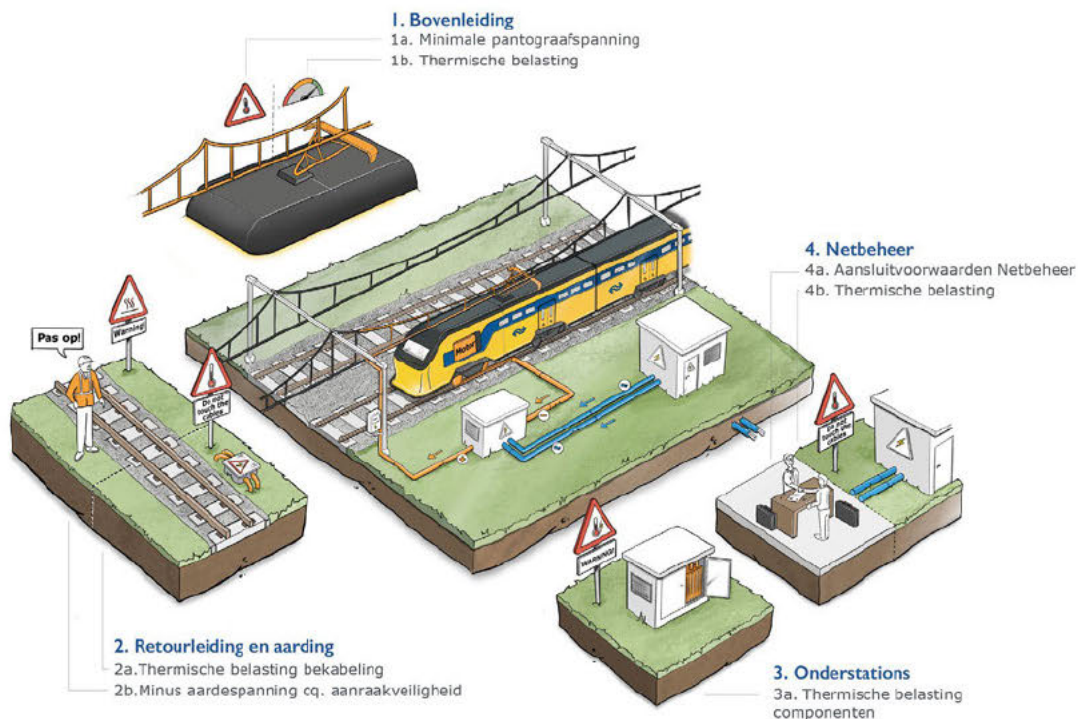 1. Bovenleiding
1a. Minimale pantograafspanning
1b. Thermische belasting
4. Netbeheer
4a. Aansluitvoorwaarden Netbeheer
4b. Thermische belasting
Warning!
Pas op!
Do not
touch the
cables
Motor
Do not
touch the
cables
WARNING!
2. Retourleiding en aarding
2a.Thermische belasting bekabeling
2b.Minus aardespanning cq. aanraakveiligheid
3. Onderstations
3a. Thermische belasting
componenten